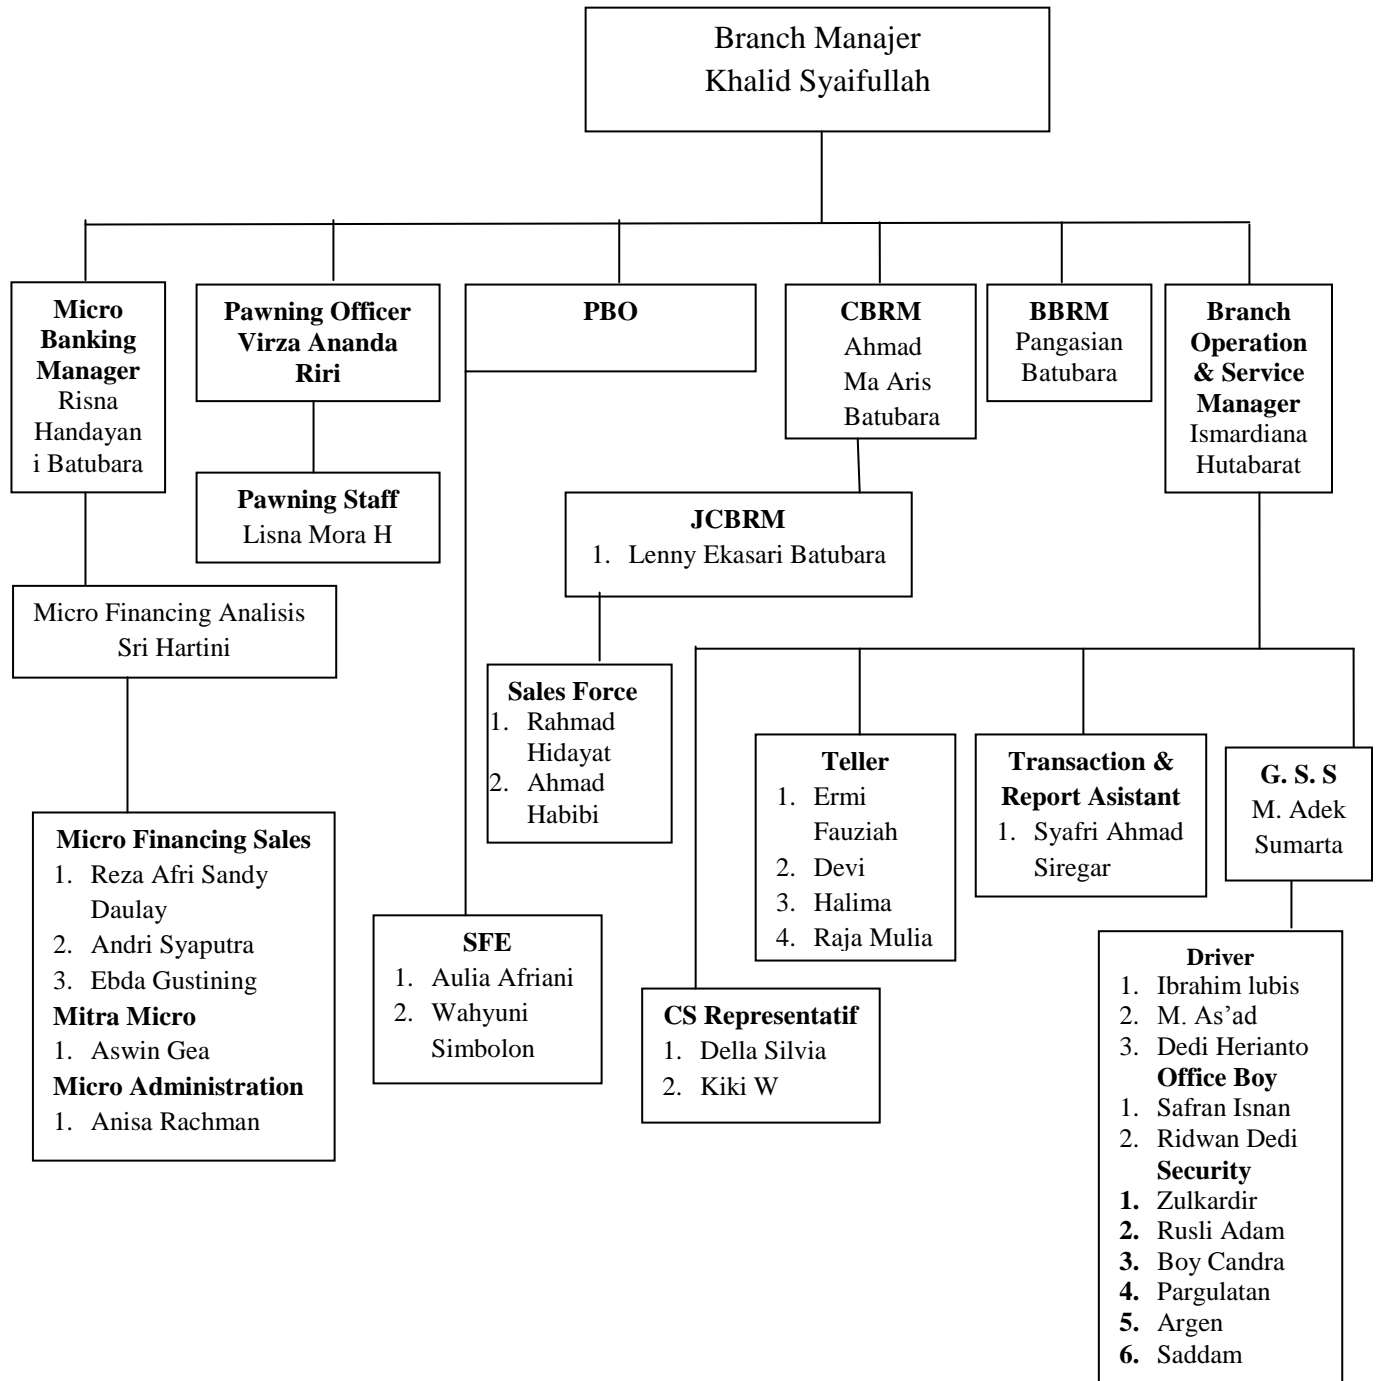 Branch Manajer
Khalid Syaifullah
Micro
Banking
Manager
Risna
Handayan
i Batubara
Pawning Officer
Virza Ananda
Riri
PBO
CBRM
Ahmad
Ma Aris
Batubara
BBRM
Pangasian
Batubara
Branch
Operation
& Service
Manager
Ismardiana
Hutabarat
Pawning Staff
Lisna Mora H
JCBRM
1. Lenny Ekasari Batubara
Micro Financing Analisis
Sri Hartini
Sales Force
1. Rahmad
Hidayat
2. Ahmad
Habibi
Teller
1. Ermi
Fauziah
2. Devi
3. Halima
4. Raja Mulia
Transaction &
Report Asistant
1. Syafri Ahmad
Siregar
G. S. S
M. Adek
Sumarta
Micro Financing Sales
1. Reza Afri Sandy
Daulay
2. Andri Syaputra
3. Ebda Gustining
Mitra Micro
1. Aswin Gea
Micro Administration
1. Anisa Rachman
SFE
1. Aulia Afriani
2. Wahyuni
Simbolon
CS Representatif
1. Della Silvia
2. Kiki W
Driver
1. Ibrahim lubis
2. M. As’ad
3. Dedi Herianto
Office Boy
1. Safran Isnan
2. Ridwan Dedi
Security
1. Zulkardir
2. Rusli Adam
3. Boy Candra
4. Pargulatan
5. Argen
6. Saddam